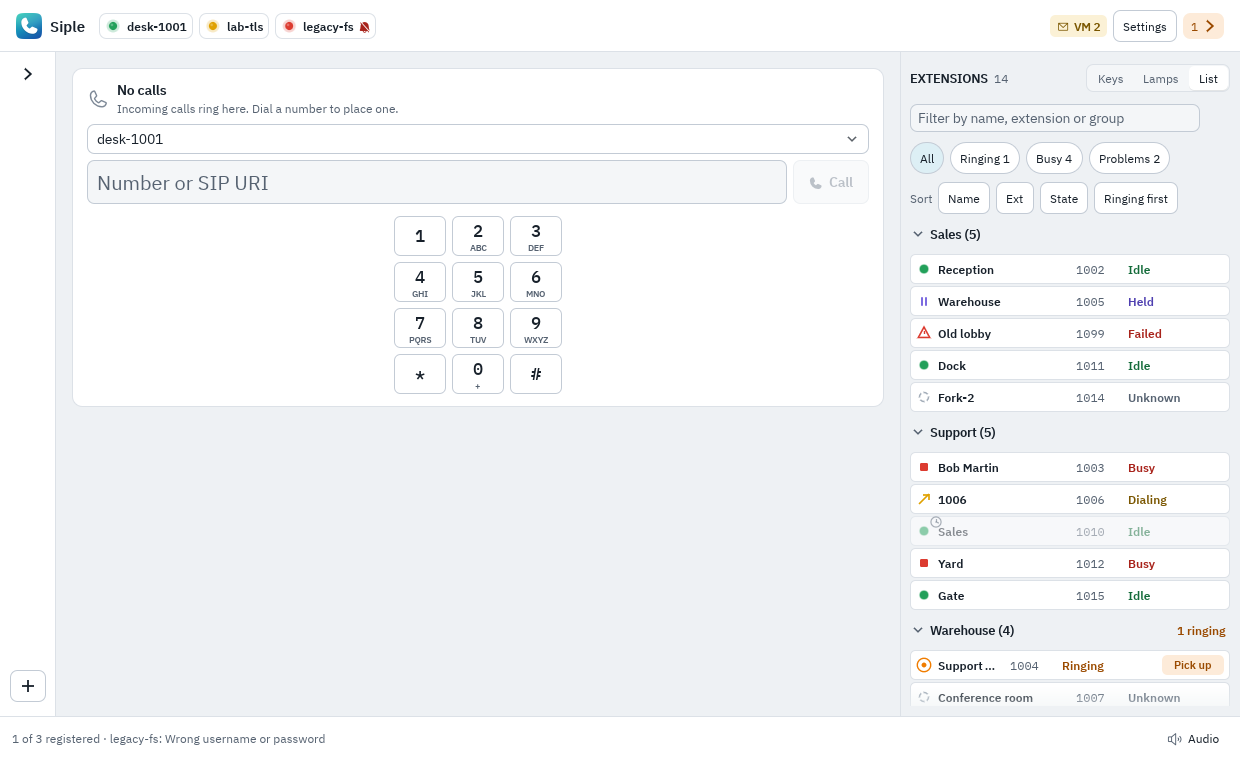 Siple desk-1001 lab-tls legacy-fs VM 2 Settings 1
No calls
Incoming calls ring here. Dial a number to place one.
desk-1001
Number or SIP URI Call
1 2 ABC 3 DEF
4 GHI 5 JKL 6 MNO
7 PQRS 8 TUV 9 WXYZ
* 0 + #
EXTENSIONS 14 Keys Lamps List
Filter by name, extension or group
All Ringing 1 Busy 4 Problems 2
Sort Name Ext State Ringing first
Sales (5)
Reception 1002 Idle
Warehouse 1005 Held
Old lobby 1099 Failed
Dock 1011 Idle
Fork-2 1014 Unknown
Support (5)
Bob Martin 1003 Busy
1006 1006 Dialing
Sales 1010 Idle
Yard 1012 Busy
Gate 1015 Idle
Warehouse (4) 1 ringing
Support ... 1004 Ringing Pick up
Conference room 1007 Unknown
1 of 3 registered · legacy-fs: Wrong username or password Audio